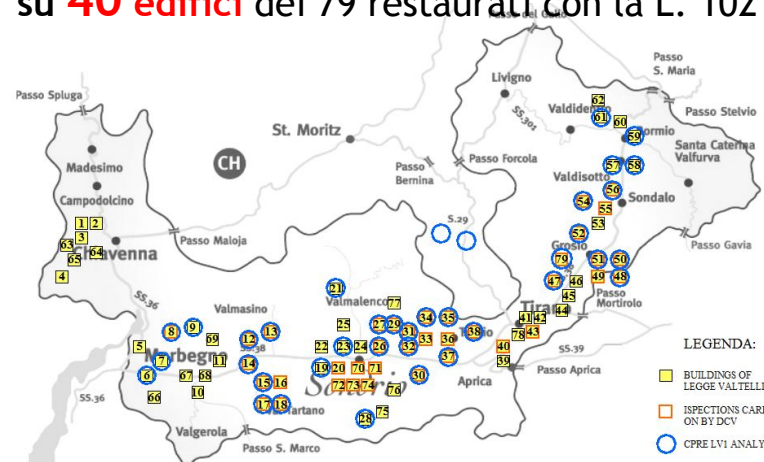 su 40 edifici dei 79 restaurati con la L. 102
Passo del Gallo
Passo
S. Maria
Livigno
Passo Spluga
62
Valdidentro
61
60
Passo Stelvio
SS.301
St. Moritz
59
Bormio
Santa Caterina
Valfurva
CH
Madesimo
Passo
Bernina
Passo Forcola
57
58
Valdisotto
Campodolcino
56
Sondalo
54
55
1
2
53
S.29
3
52
63
64
Chiavenna
Passo Maloja
Grosio
Passo Gavia
65
79
51
50
4
47
46
49
48
21
45
Passo
Mortirolo
SS.36
Valmasino
Valmalenco
77
44
Tirano
41
42
34
35
8
9
25
27
29
31
38
78
43
12
13
Teglio
69
33
36
LEGENDA:
5
22
23
24
26
32
40
SS.39
Morbegno
SS.38
7
11
14
37
39
19
20
70
71
Passo Aprica
6
67
68
30
Aprica
BUILDINGS OF
LEGGE VALTELLI
15
16
72
73
74
Sondrio
76
10
SS.36
66
17
18
Val Tartano
75
ISPECTIONS CARI
ON BY DCV
28
Valgerola
Passo S. Marco
CPRE LV1 ANALY